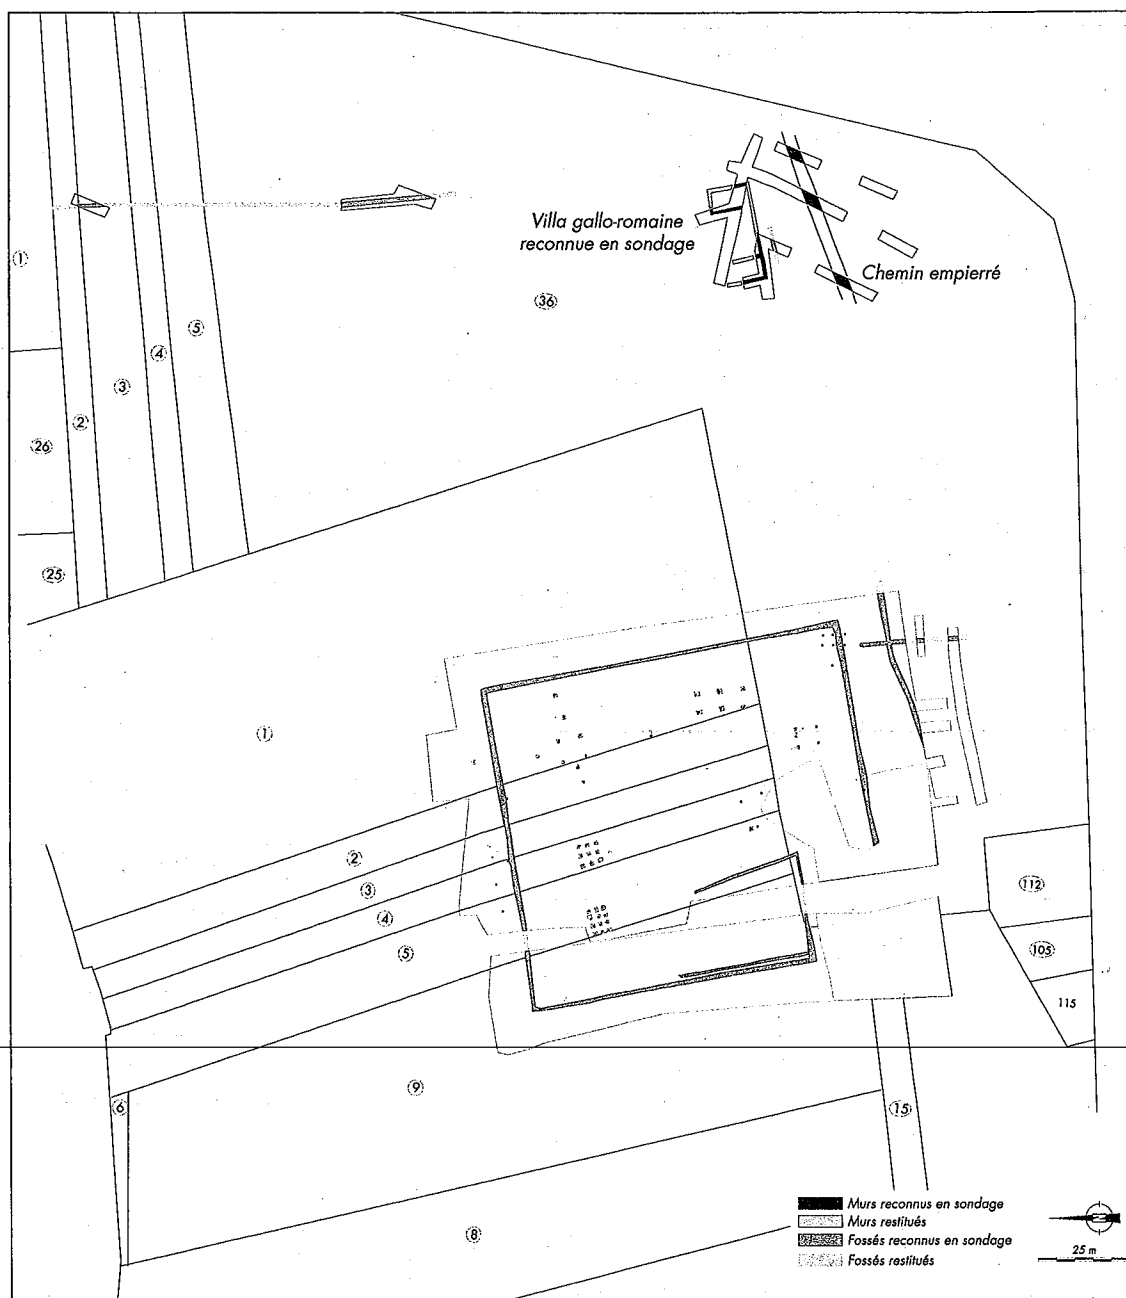 Villa gallo-romaine
reconnue en sondage
Chemin empierré
1
36
5
4
3
2
26
25
1
2
3
4
5
112
105
115
9
6
15
8
Murs reconnus en sondage
Murs restitués
Fossés reconnus en sondage
Fossés restitués
25 m